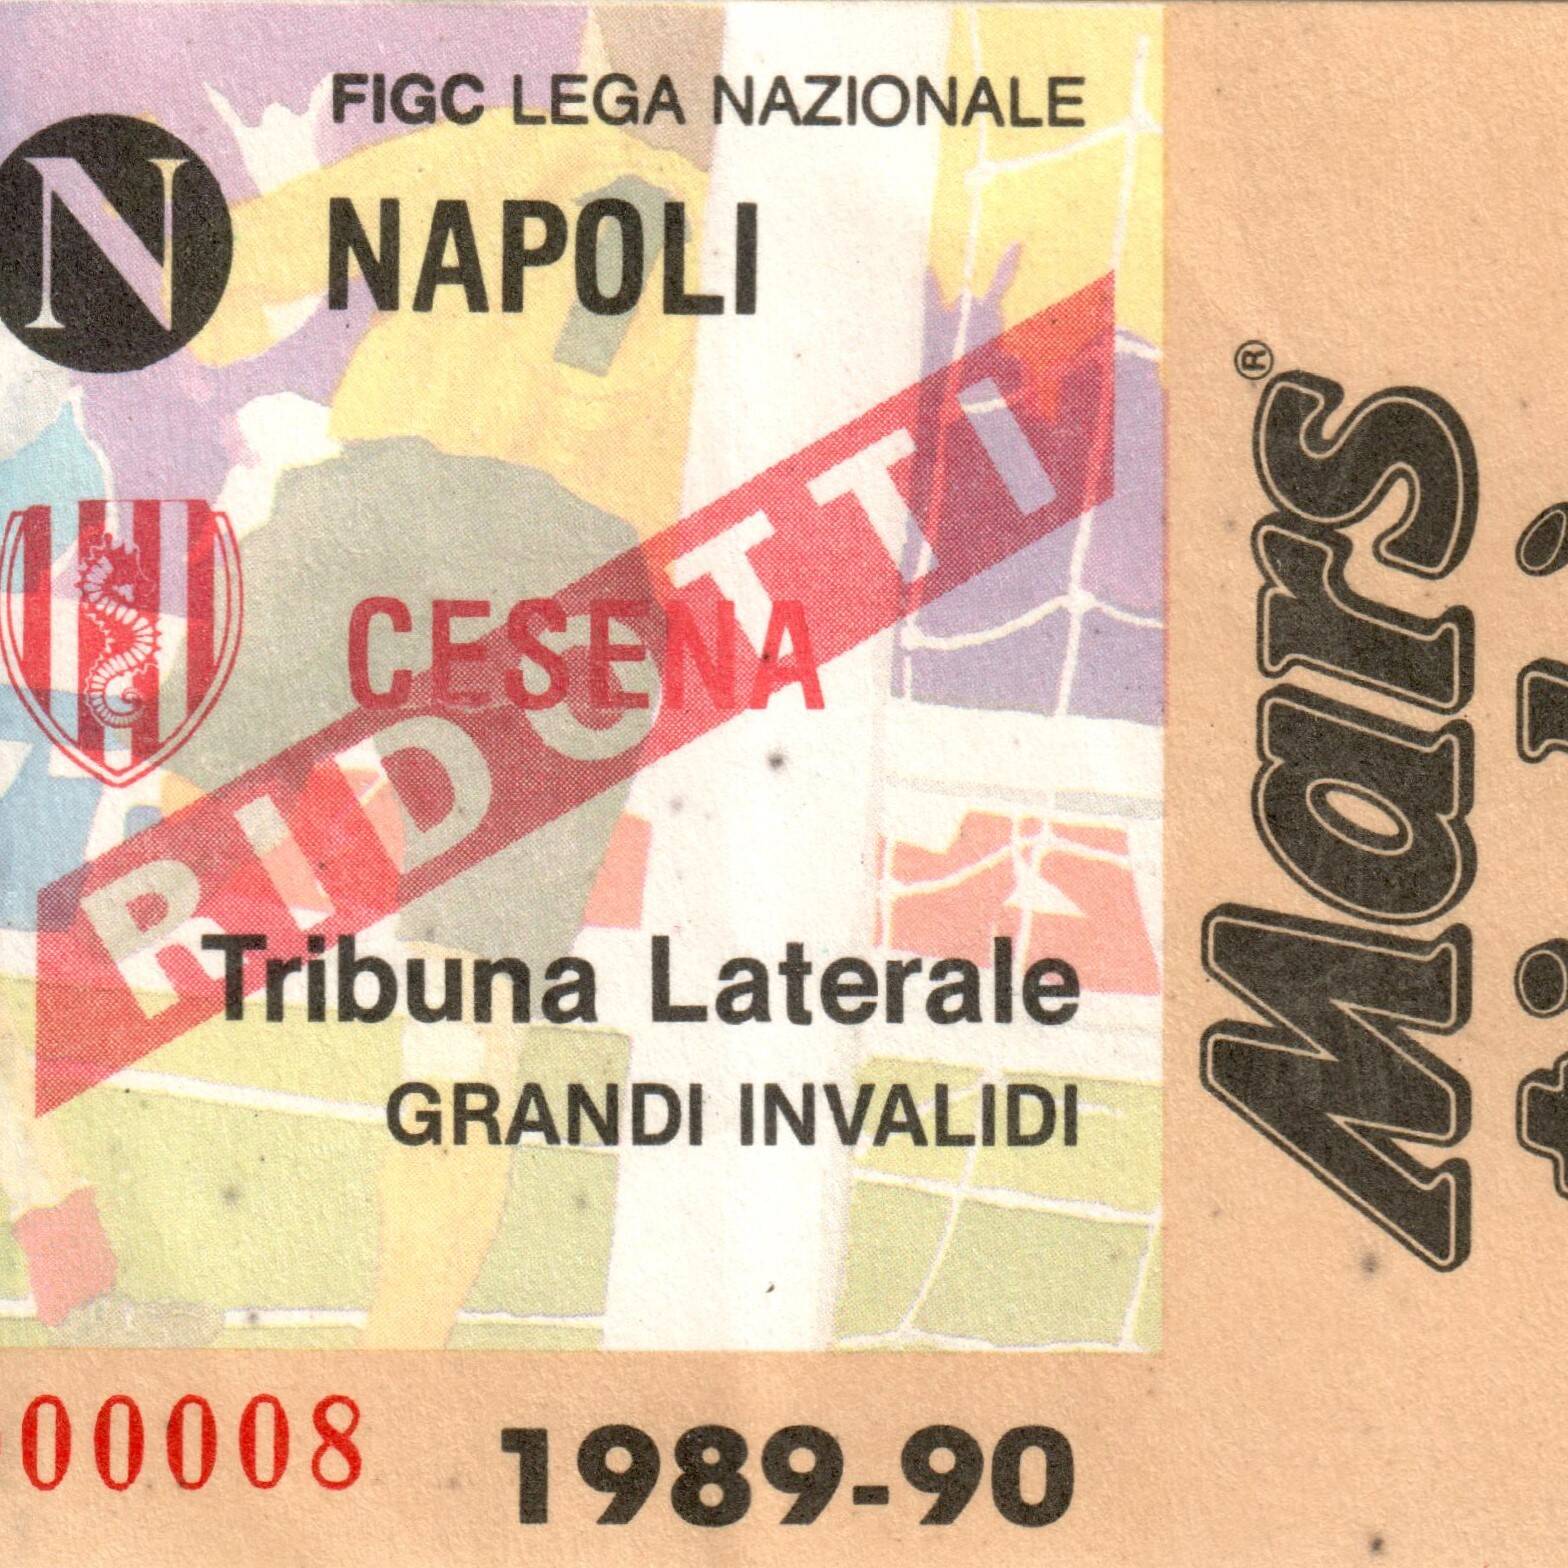 FIGC LEGA NAZIONALE
N
NAPOLI
RIDOTTI
CESENA
Tribuna Laterale
GRANDI INVALIDI
00008
1989-90
Mars®